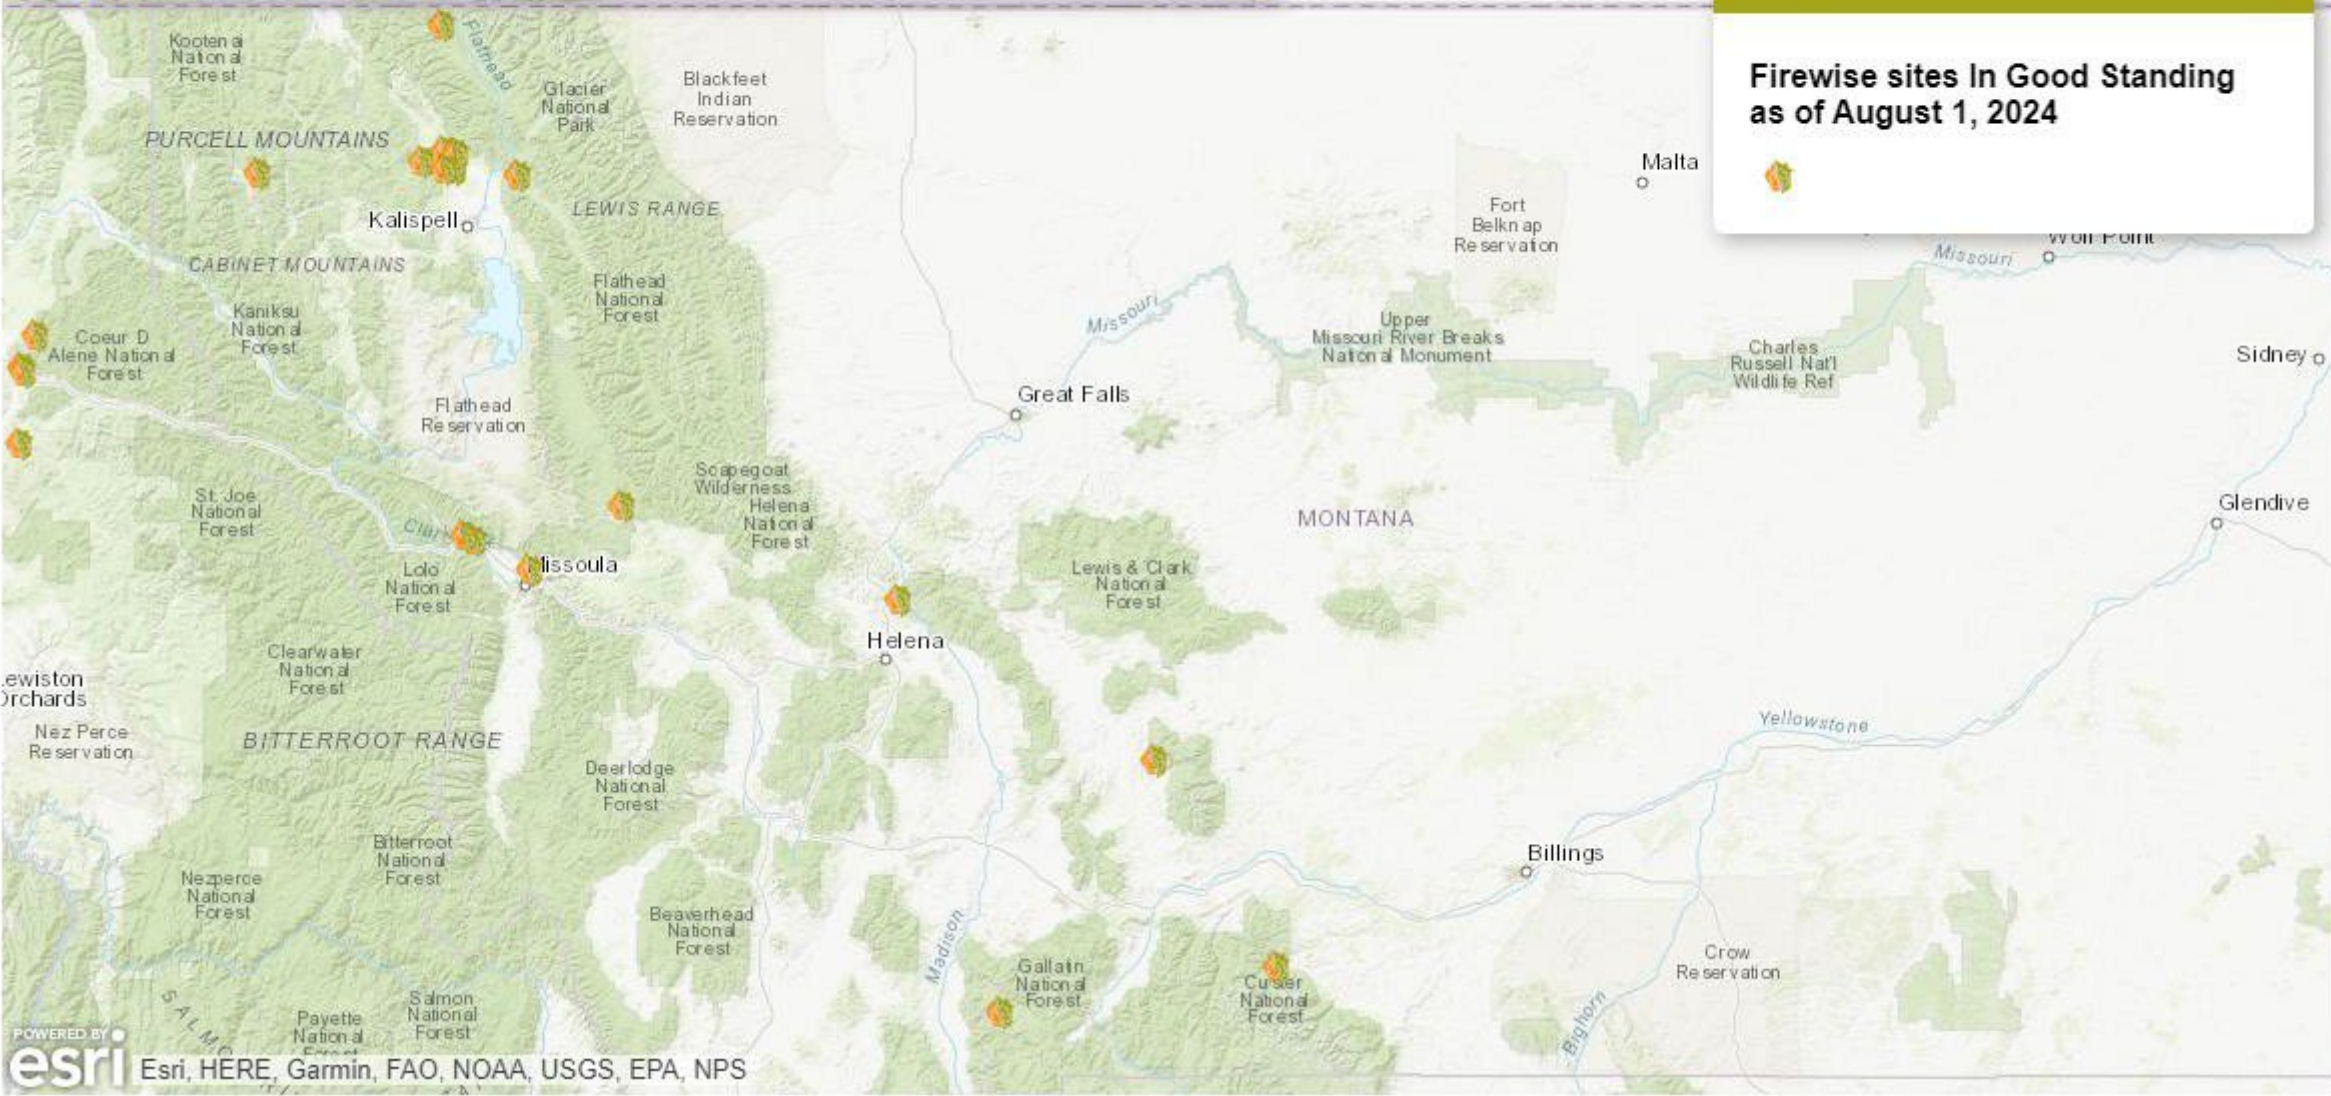 Firewise sites In Good Standing
as of August 1, 2024
Kootenai
National
Forest
Flathead
Glacier
National
Park
Blackfeet
Indian
Reservation
PURCELL MOUNTAINS
Malta
LEWIS RANGE
Kalispell
Fort
Belknap
Reservation
Wolf Point
Missouri
CABINET MOUNTAINS
Flathead
National
Forest
Kaniksu
National
Forest
Missouri
Coeur D
Alene National
Forest
Upper
Missouri River Breaks
National Monument
Charles
Russell Nat'l
Wildlife Ref
Sidney
Great Falls
Flathead
Reservation
Scapegoat
Wilderness
Helena
National
Forest
St. Joe
National
Forest
MONTANA
Glendive
Clar
Missoula
Lolo
National
Forest
Lewis & Clark
National
Forest
Helena
Clearwater
National
Forest
ewiston
Orchards
Nez Perce
Reservation
BITTERROOT RANGE
Yellowstone
Deerlodge
National
Forest
Bitterroot
National
Forest
Billings
Nezperce
National
Forest
Beaverhead
National
Forest
Madison
Gallatin
National
Forest
Custer
National
Forest
Crow
Reservation
Bighorn
SALMO
Payette
National
Forest
Salmon
National
Forest
POWERED BY
esri
Esri, HERE, Garmin, FAO, NOAA, USGS, EPA, NPS